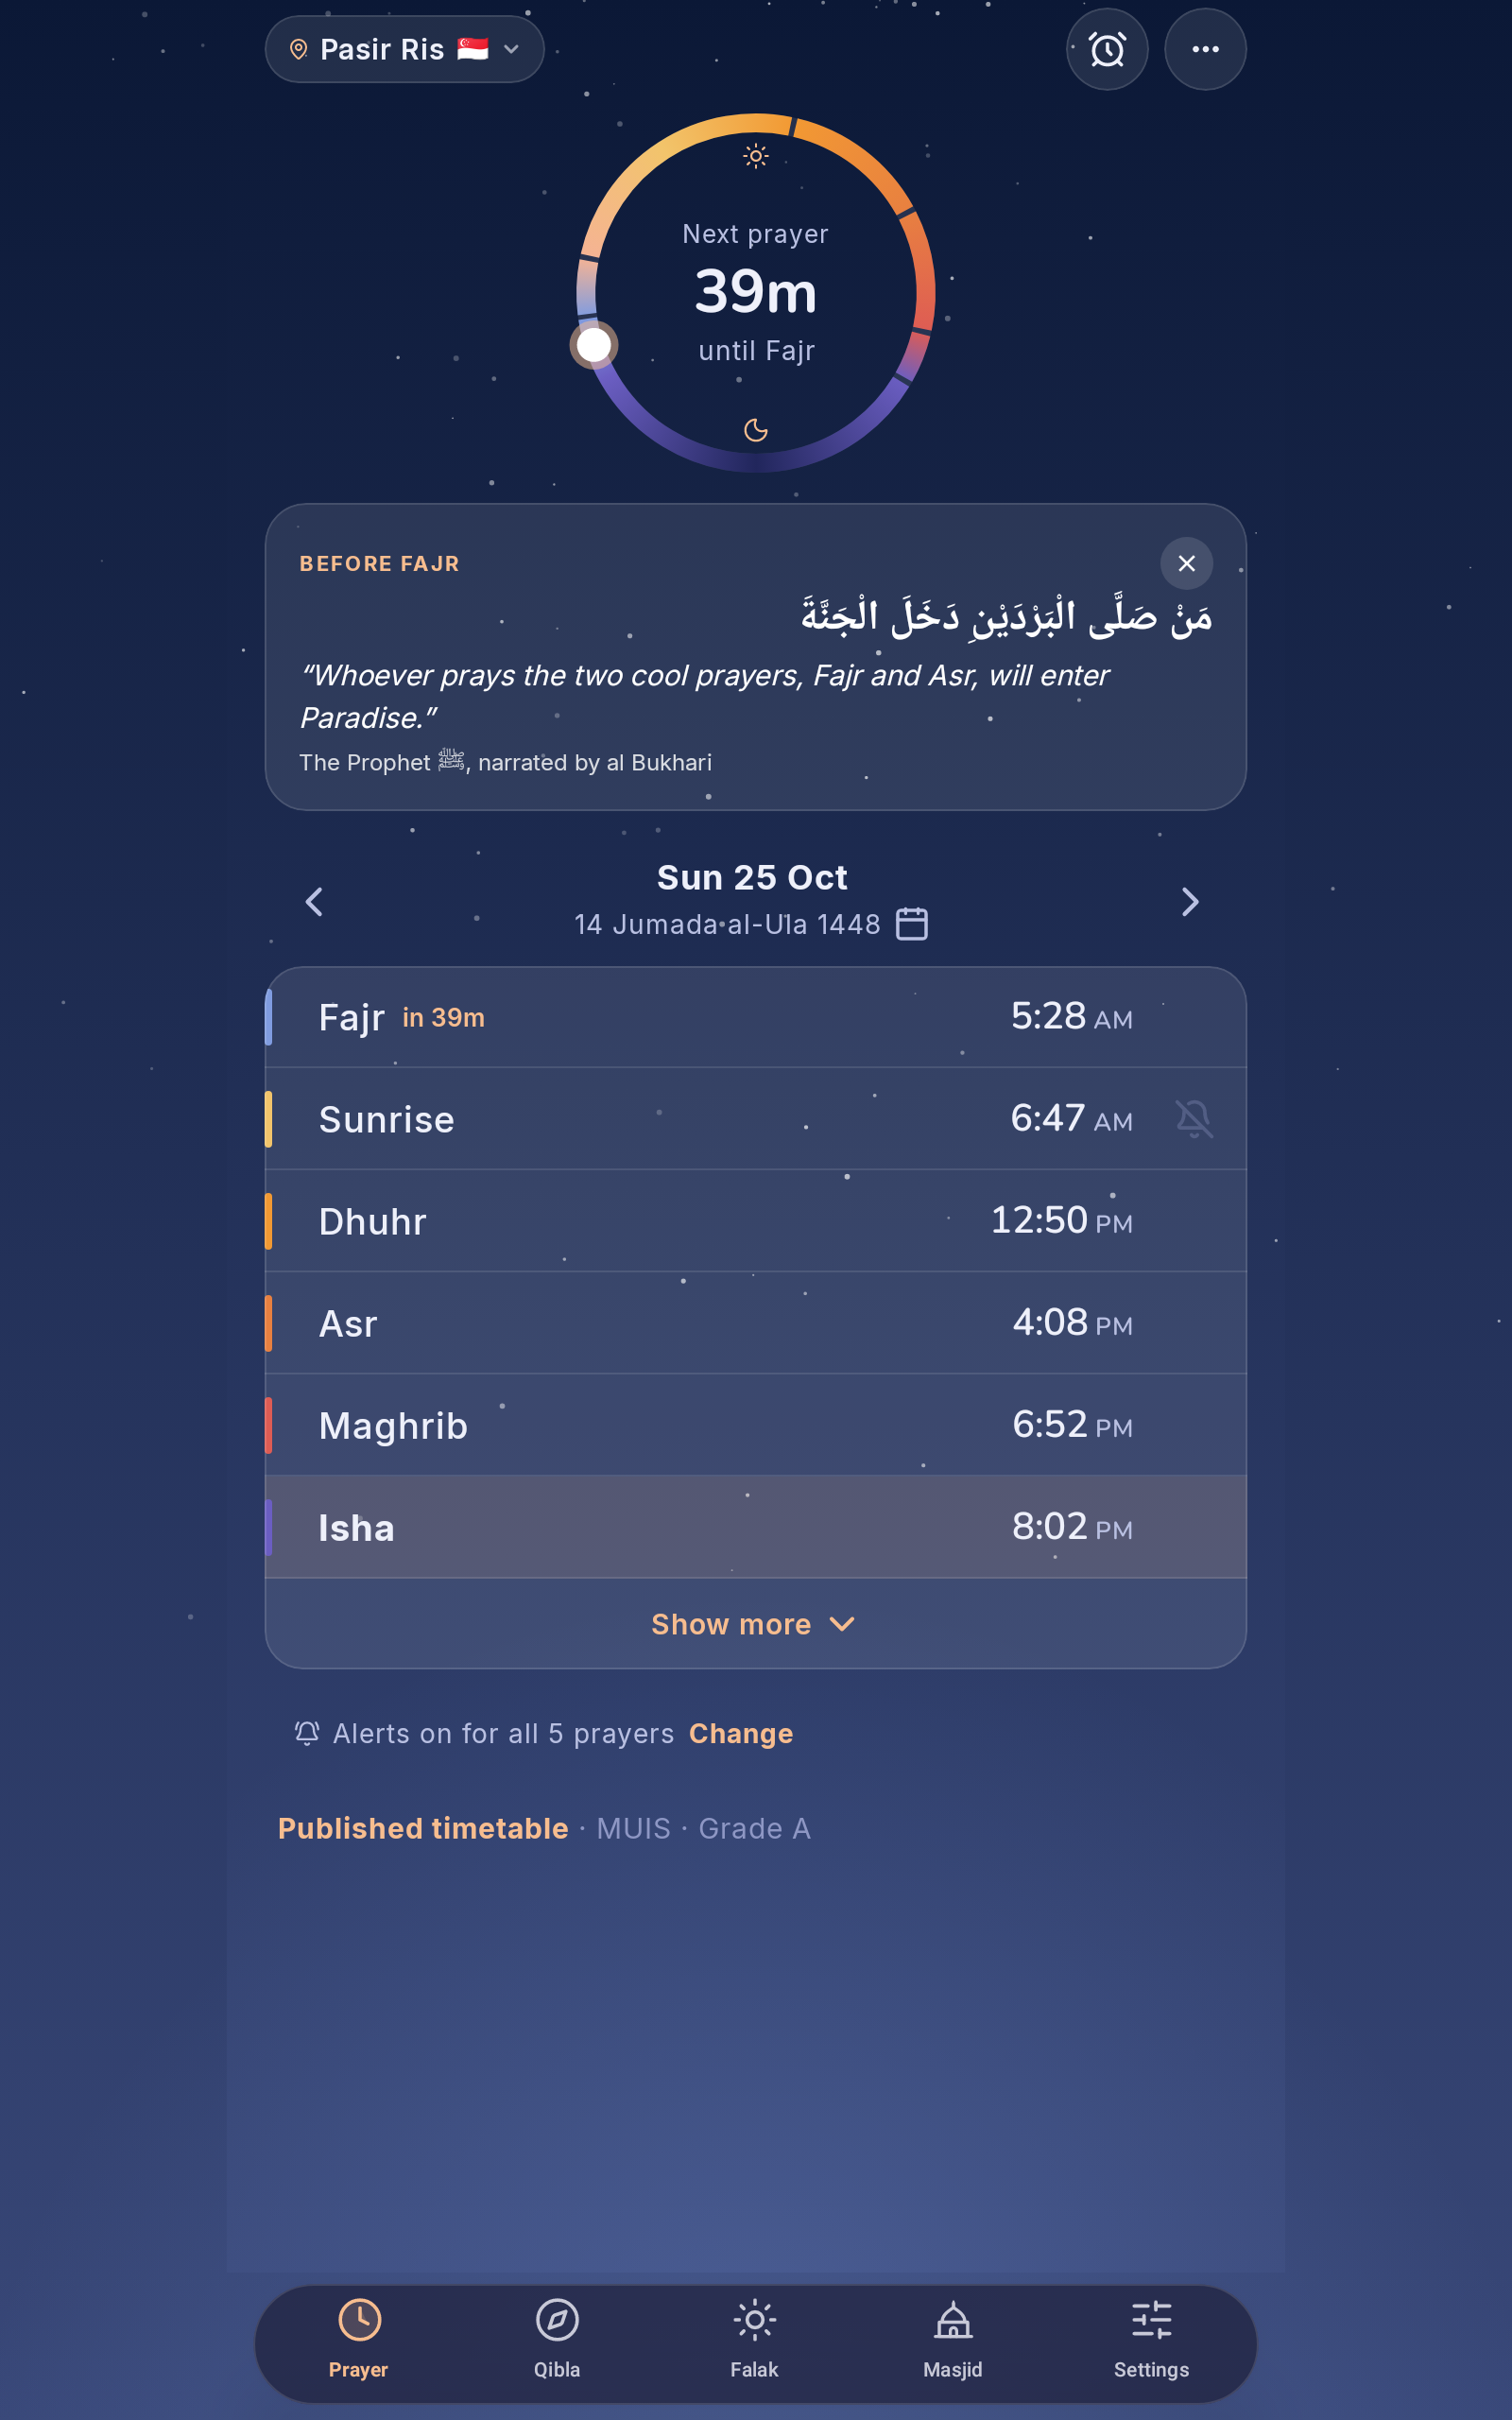 Pasir Ris 🇸🇬
Next prayer
39m
until Fajr
BEFORE FAJR
مَنْ صَلَّى الْبَرْدَيْنِ دَخَلَ الْجَنَّةَ
“Whoever prays the two cool prayers, Fajr and Asr, will enter
Paradise.”
The Prophet ﷺ, narrated by al Bukhari
Sun 25 Oct
14 Jumada al-Ula 1448
Fajr in 39m 5:28 AM
Sunrise 6:47 AM
Dhuhr 12:50 PM
Asr 4:08 PM
Maghrib 6:52 PM
Isha 8:02 PM
Show more
Alerts on for all 5 prayers Change
Published timetable · MUIS · Grade A
Prayer Qibla Falak Masjid Settings